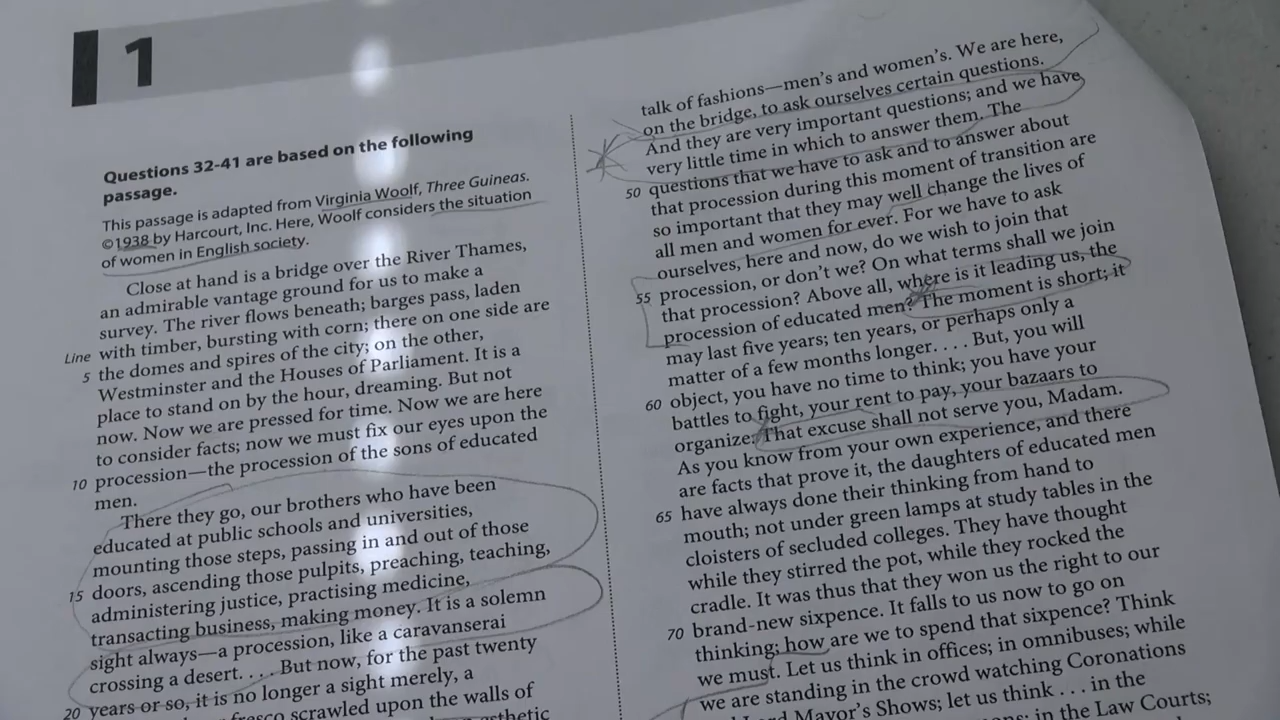 1
Questions 32-41 are based on the following
passage.
This passage is adapted from Virginia Woolf, Three Guineas.
©1938 by Harcourt, Inc. Here, Woolf considers the situation
of women in English society.
Close at hand is a bridge over the River Thames,
an admirable vantage ground for us to make a
survey. The river flows beneath; barges pass, laden
Line with timber, bursting with corn; there on one side are
5 the domes and spires of the city; on the other,
Westminster and the Houses of Parliament. It is a
place to stand on by the hour, dreaming. But not
now. Now we are pressed for time. Now we are here
to consider facts; now we must fix our eyes upon the
10 procession—the procession of the sons of educated
men.
There they go, our brothers who have been
educated at public schools and universities,
mounting those steps, passing in and out of those
15 doors, ascending those pulpits, preaching, teaching,
administering justice, practising medicine,
transacting business, making money. It is a solemn
sight always—a procession, like a caravanserai
crossing a desert. . . . But now, for the past twenty
20 years or so, it is no longer a sight merely, a
fresco scrawled upon the walls of
talk of fashions—men's and women's. We are here,
on the bridge, to ask ourselves certain questions.
And they are very important questions; and we have
very little time in which to answer them. The
50 questions that we have to ask and to answer about
that procession during this moment of transition are
so important that they may well change the lives of
all men and women for ever. For we have to ask
ourselves, here and now, do we wish to join that
55 procession, or don't we? On what terms shall we join
that procession? Above all, where is it leading us, the
procession of educated men? The moment is short; it
may last five years; ten years, or perhaps only a
matter of a few months longer. . . . But, you will
60 object, you have no time to think; you have your
battles to fight, your rent to pay, your bazaars to
organize. That excuse shall not serve you, Madam.
As you know from your own experience, and there
are facts that prove it, the daughters of educated men
65 have always done their thinking from hand to
mouth; not under green lamps at study tables in the
cloisters of secluded colleges. They have thought
while they stirred the pot, while they rocked the
cradle. It was thus that they won us the right to our
70 brand-new sixpence. It falls to us now to go on
thinking; how are we to spend that sixpence? Think
we must. Let us think in offices; in omnibuses; while
we are standing in the crowd watching Coronations
Mayor's Shows; let us think . . . in the
in the Law Courts;